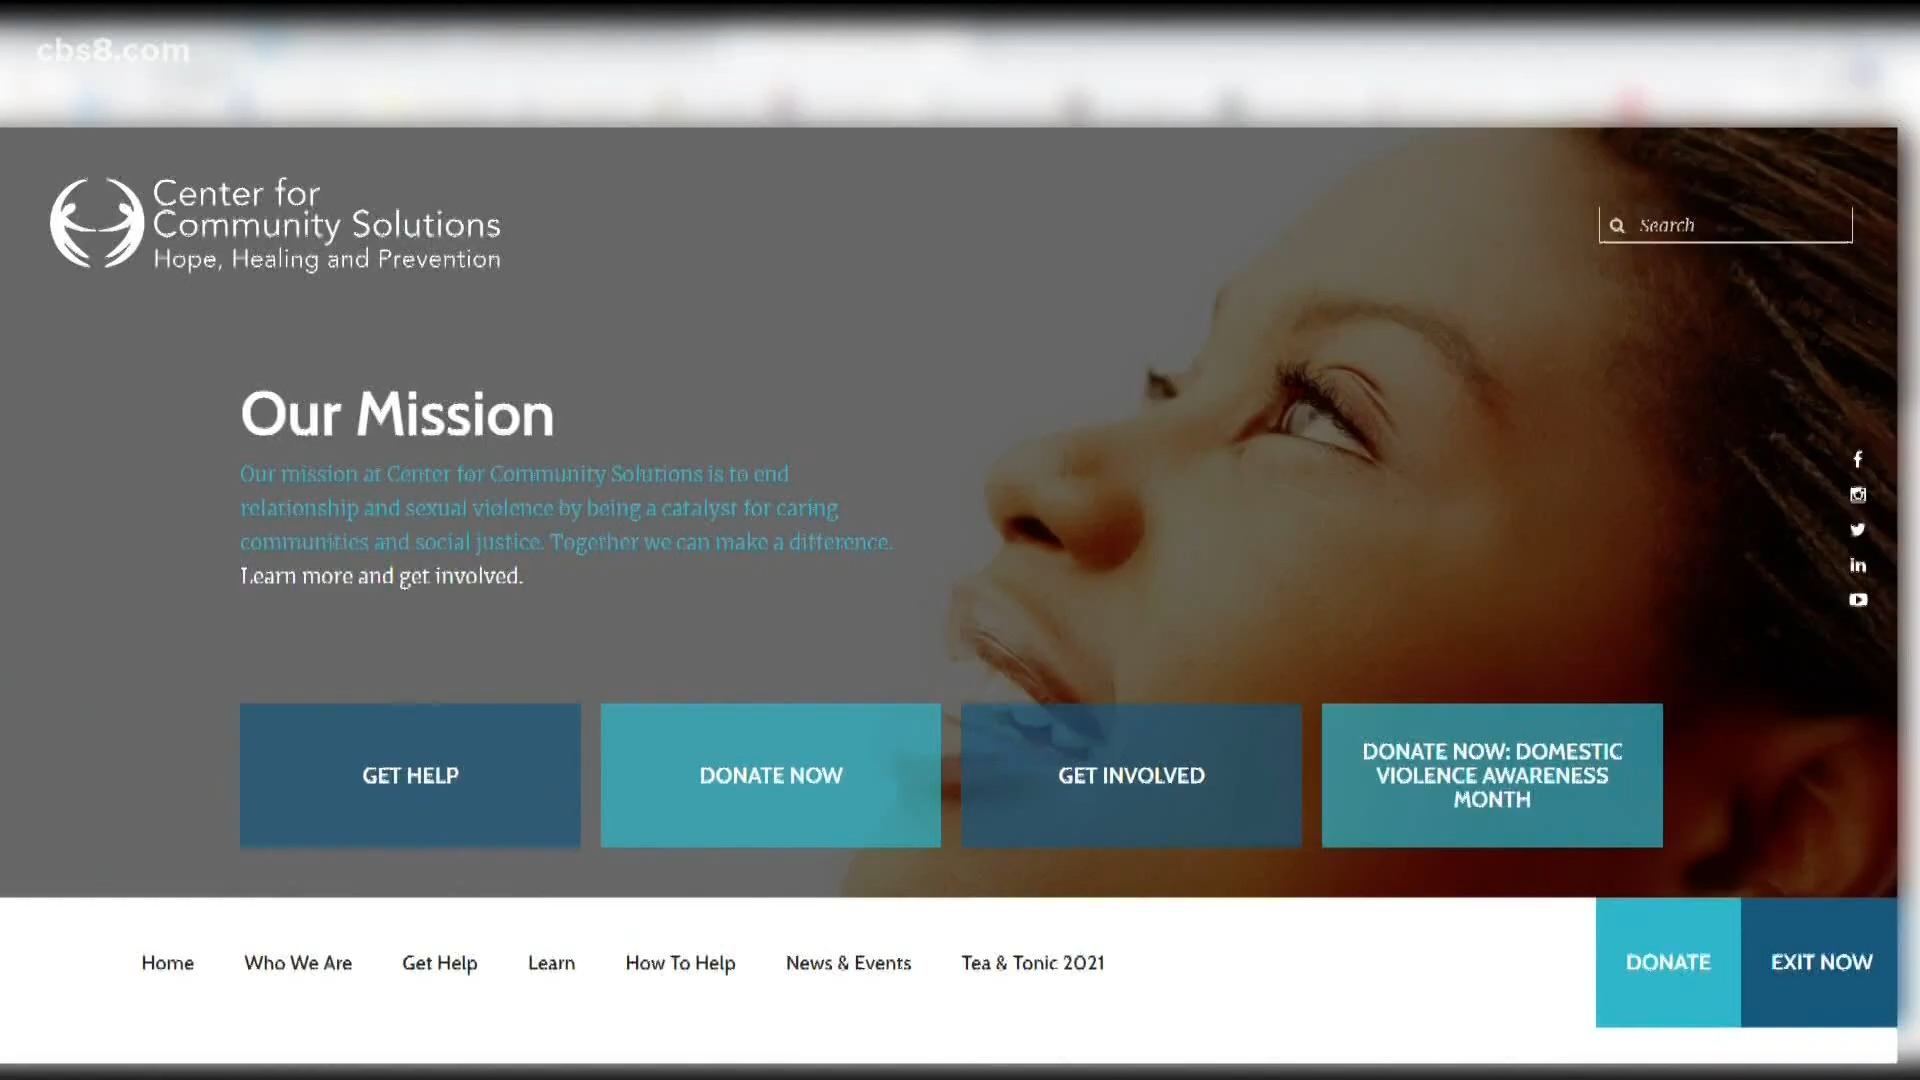 cbs8.com
Center for
Community Solutions
Hope, Healing and Prevention
Search
Our Mission
Our mission at Center for Community Solutions is to end
relationship and sexual violence by being a catalyst for caring
communities and social justice. Together we can make a difference.
Learn more and get involved.
GET HELP
DONATE NOW
GET INVOLVED
DONATE NOW: DOMESTIC
VIOLENCE AWARENESS
MONTH
Home
Who We Are
Get Help
Learn
How To Help
News & Events
Tea & Tonic 2021
DONATE
EXIT NOW